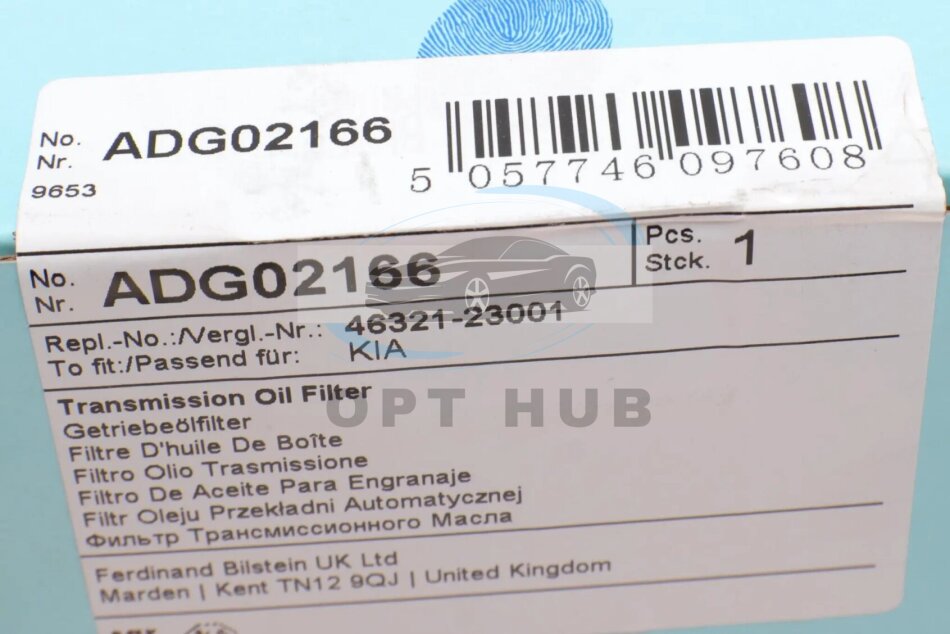 No.
Nr.
ADG02166
9653
5 057746 097608
No.
Nr.
ADG02166
Pcs.
Stck.
1
Repl.-No.:/Vergl.-Nr.: 46321-23001
To fit:/Passend für: KIA
Transmission Oil Filter
Getriebeölfilter
Filtre D'huile De Boîte
Filtro Olio Trasmissione
Filtro De Aceite Para Engranaje
Filtr Oleju Przekładni Automatycznej
Фильтр Трансмиссионного Масла
OPT HUB
Ferdinand Bilstein UK Ltd
Marden | Kent TN12 9QJ | United Kingdom